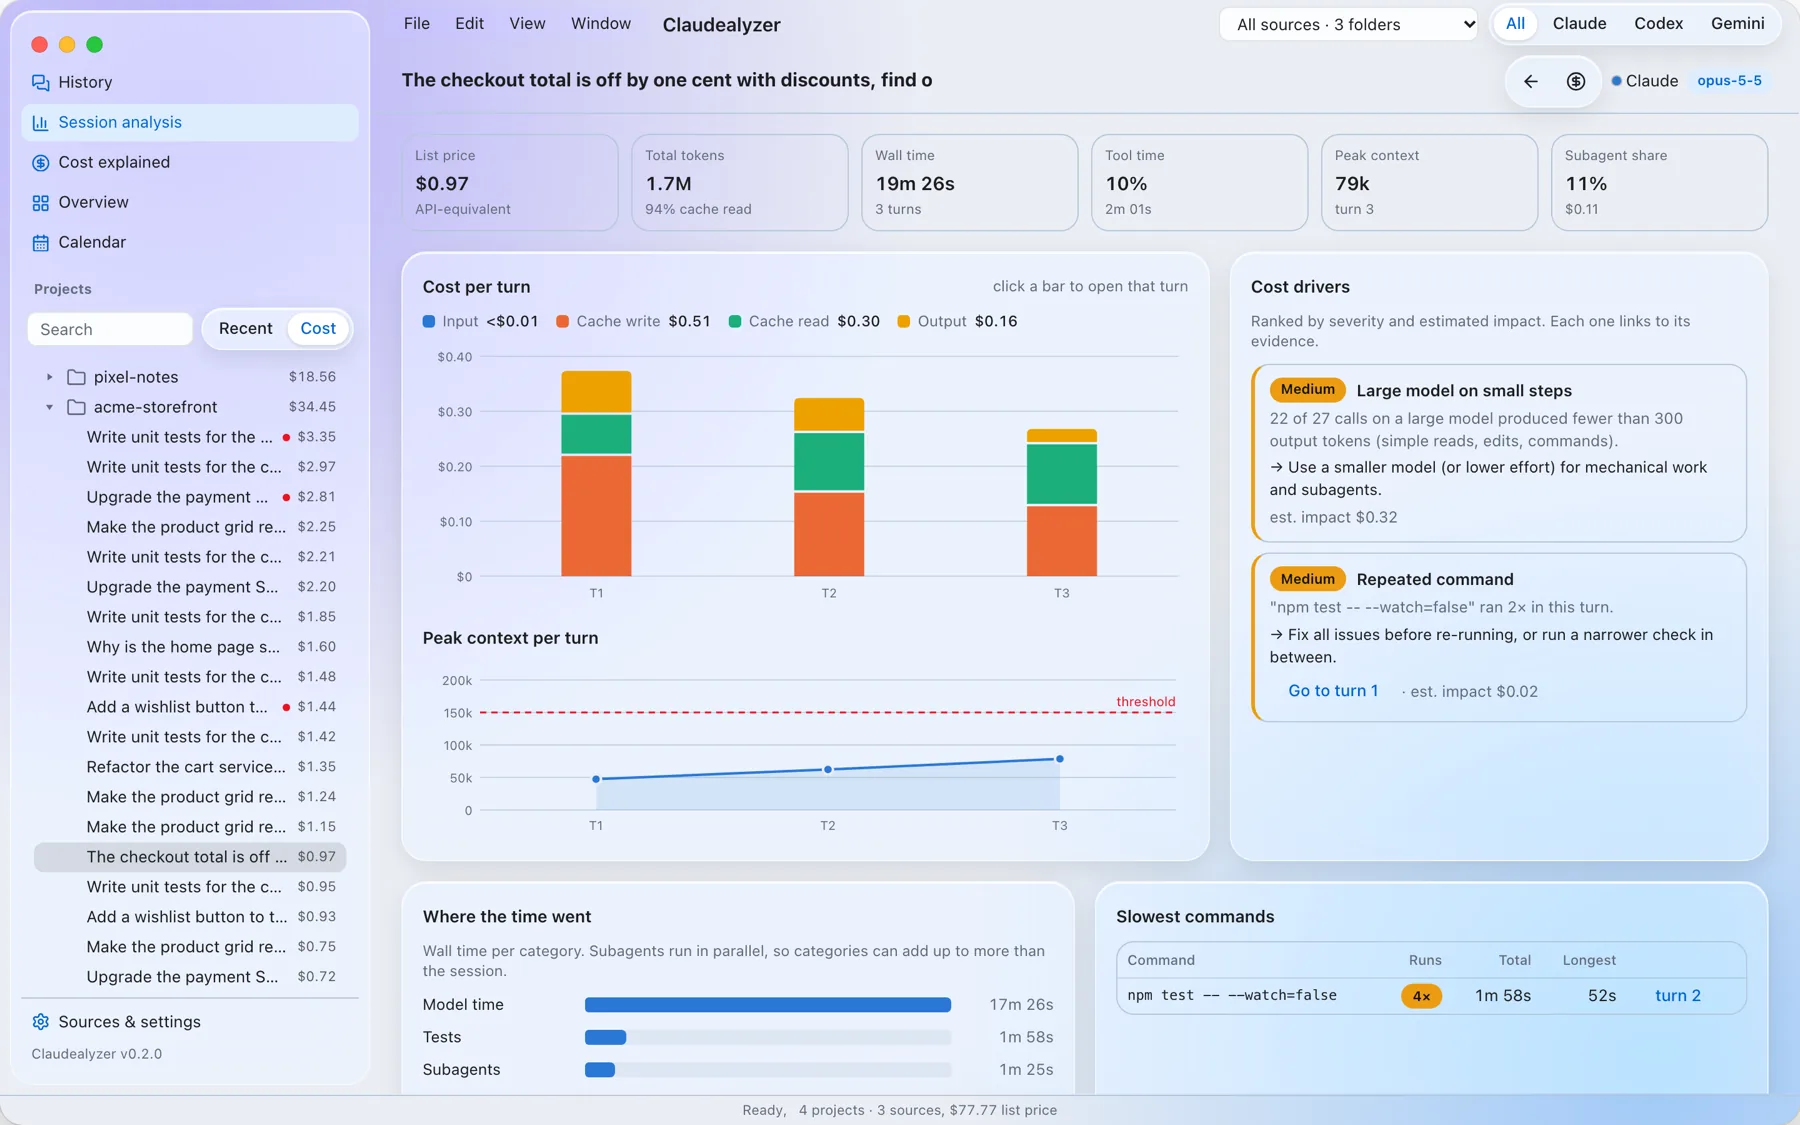 File Edit View Window Claudealyzer
All sources · 3 folders
All Claude Codex Gemini
History
Session analysis
Cost explained
Overview
Calendar
Projects
Search
Recent Cost
pixel-notes $18.56
acme-storefront $34.45
Write unit tests for the ... $3.35
Write unit tests for the c... $2.97
Upgrade the payment ... $2.81
Make the product grid re... $2.25
Write unit tests for the c... $2.21
Upgrade the payment S... $2.20
Write unit tests for the c... $1.85
Why is the home page s... $1.60
Write unit tests for the c... $1.48
Add a wishlist button t... $1.44
Write unit tests for the c... $1.42
Refactor the cart service... $1.35
Make the product grid re... $1.24
Make the product grid re... $1.15
The checkout total is off ... $0.97
Write unit tests for the c... $0.95
Add a wishlist button to t... $0.93
Make the product grid re... $0.75
Upgrade the payment S... $0.72
Sources & settings
Claudealyzer v0.2.0
The checkout total is off by one cent with discounts, find o
Claude opus-5-5
List price
$0.97
API-equivalent
Total tokens
1.7M
94% cache read
Wall time
19m 26s
3 turns
Tool time
10%
2m 01s
Peak context
79k
turn 3
Subagent share
11%
$0.11
Cost per turn
click a bar to open that turn
Input <$0.01 Cache write $0.51 Cache read $0.30 Output $0.16
$0.40
$0.30
$0.20
$0.10
$0
T1 T2 T3
Peak context per turn
200k
150k
100k
50k
0
threshold
T1 T2 T3
Cost drivers
Ranked by severity and estimated impact. Each one links to its
evidence.
Medium Large model on small steps
22 of 27 calls on a large model produced fewer than 300
output tokens (simple reads, edits, commands).
→ Use a smaller model (or lower effort) for mechanical work
and subagents.
est. impact $0.32
Medium Repeated command
"npm test -- --watch=false" ran 2× in this turn.
→ Fix all issues before re-running, or run a narrower check in
between.
Go to turn 1 · est. impact $0.02
Where the time went
Wall time per category. Subagents run in parallel, so categories can add up to more than
the session.
Model time 17m 26s
Tests 1m 58s
Subagents 1m 25s
Slowest commands
Command Runs Total Longest
npm test -- --watch=false 4× 1m 58s 52s turn 2
Ready, 4 projects · 3 sources, $77.77 list price